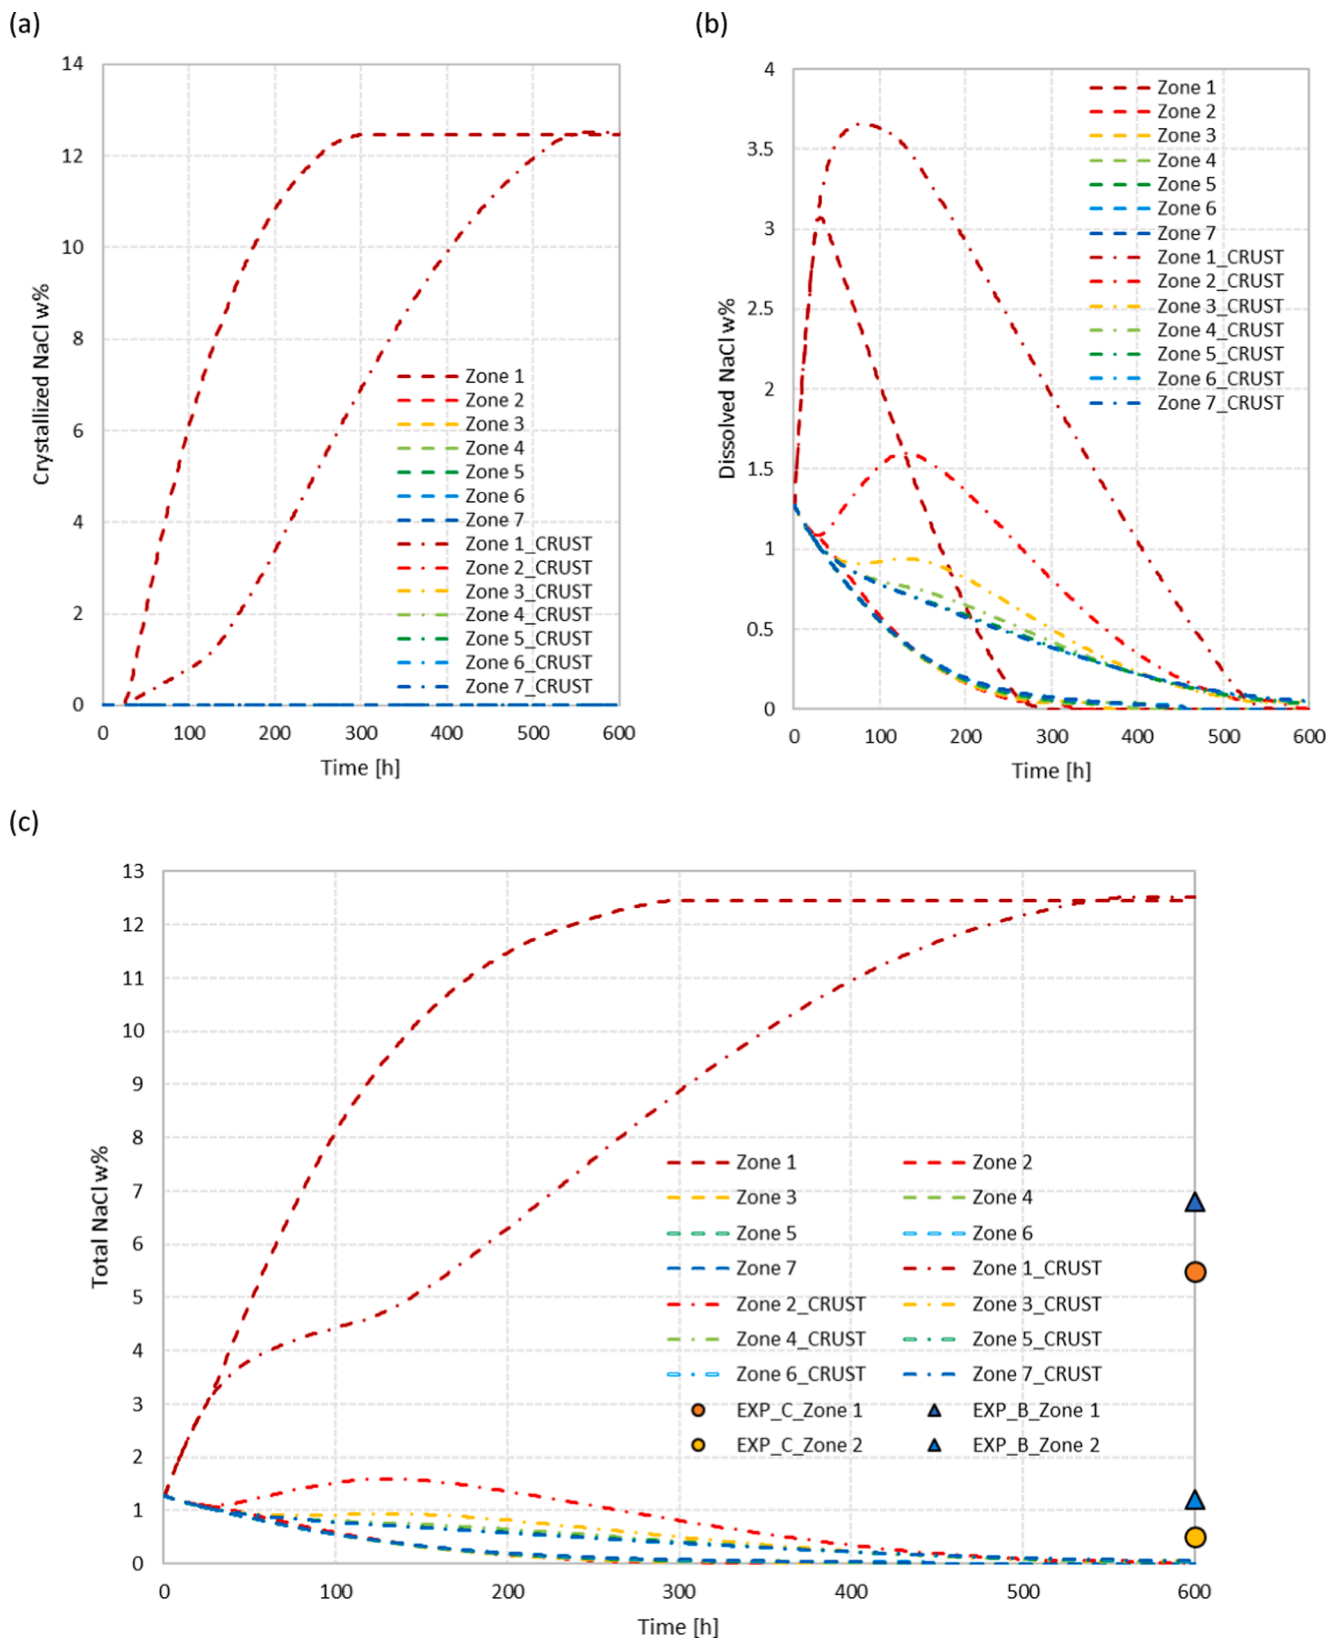 (a)
14
12
10
8
6
4
2
0
Crystallized NaCl w%
0 100 200 300 400 500 600
Time [h]
Zone 1
Zone 2
Zone 3
Zone 4
Zone 5
Zone 6
Zone 7
Zone 1_CRUST
Zone 2_CRUST
Zone 3_CRUST
Zone 4_CRUST
Zone 5_CRUST
Zone 6_CRUST
Zone 7_CRUST
(b)
4
3.5
3
2.5
2
1.5
1
0.5
0
Dissolved NaCl w%
0 100 200 300 400 500 600
Time [h]
Zone 1
Zone 2
Zone 3
Zone 4
Zone 5
Zone 6
Zone 7
Zone 1_CRUST
Zone 2_CRUST
Zone 3_CRUST
Zone 4_CRUST
Zone 5_CRUST
Zone 6_CRUST
Zone 7_CRUST
(c)
13
12
11
10
9
8
7
6
5
4
3
2
1
0
Total NaCl w%
0 100 200 300 400 500 600
Time [h]
Zone 1 Zone 2
Zone 3 Zone 4
Zone 5 Zone 6
Zone 7 Zone 1_CRUST
Zone 2_CRUST Zone 3_CRUST
Zone 4_CRUST Zone 5_CRUST
Zone 6_CRUST Zone 7_CRUST
EXP_C_Zone 1 EXP_B_Zone 1
EXP_C_Zone 2 EXP_B_Zone 2